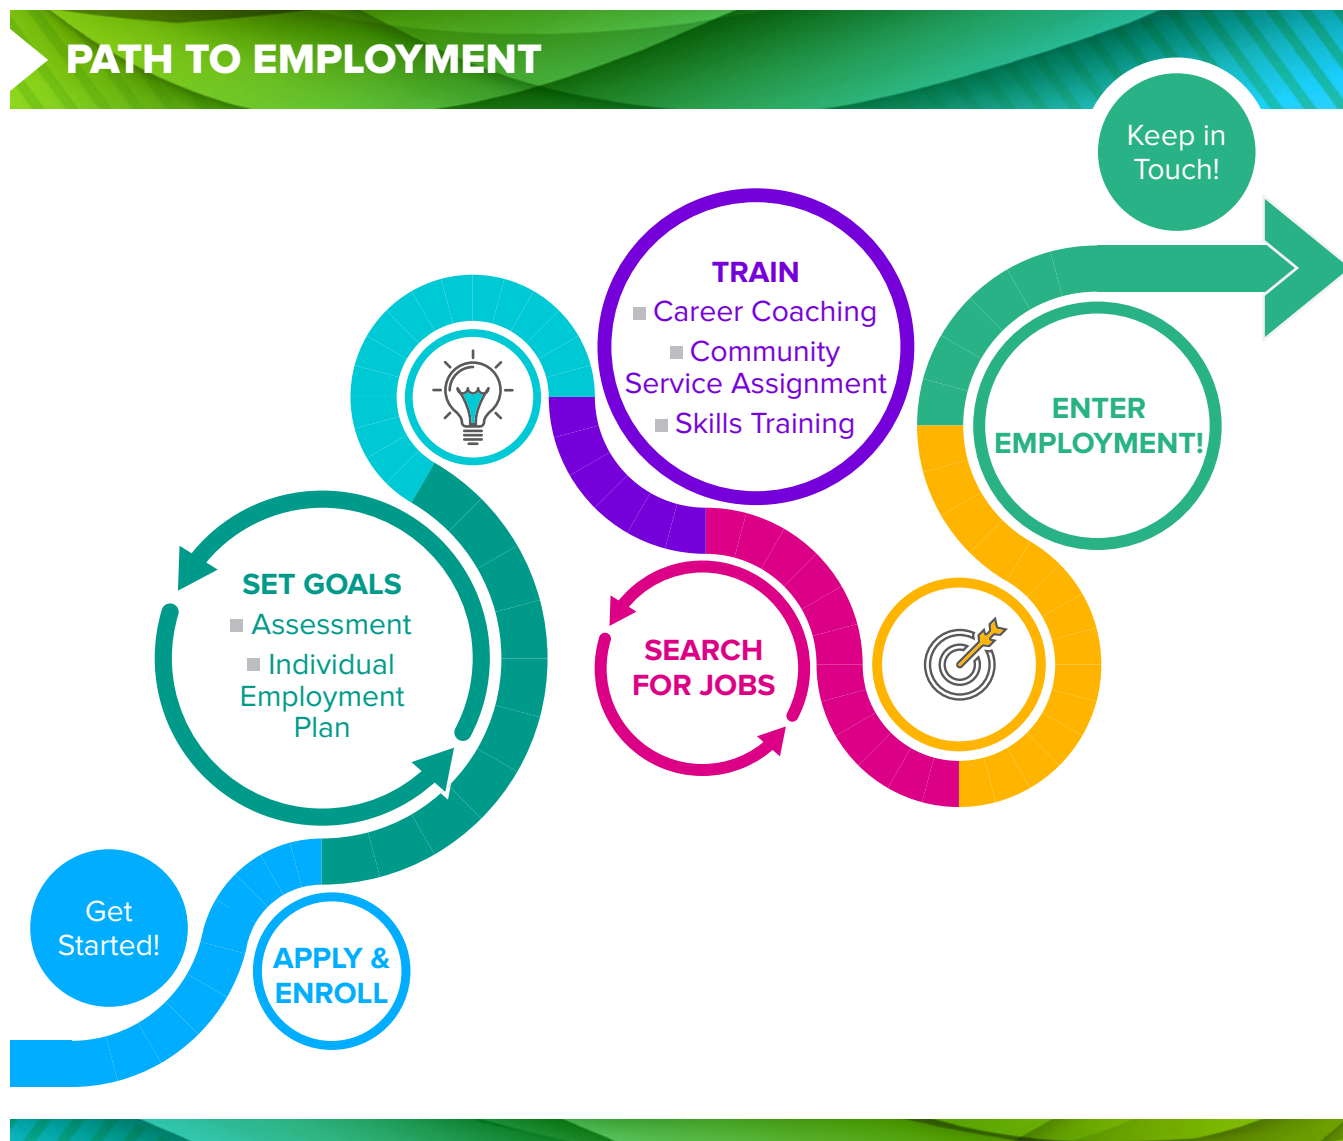 PATH TO EMPLOYMENT
Get
Started!
APPLY &
ENROLL
SET GOALS
■ Assessment
■ Individual
Employment
Plan
TRAIN
■ Career Coaching
■ Community
Service Assignment
■ Skills Training
SEARCH
FOR JOBS
ENTER
EMPLOYMENT!
Keep in
Touch!